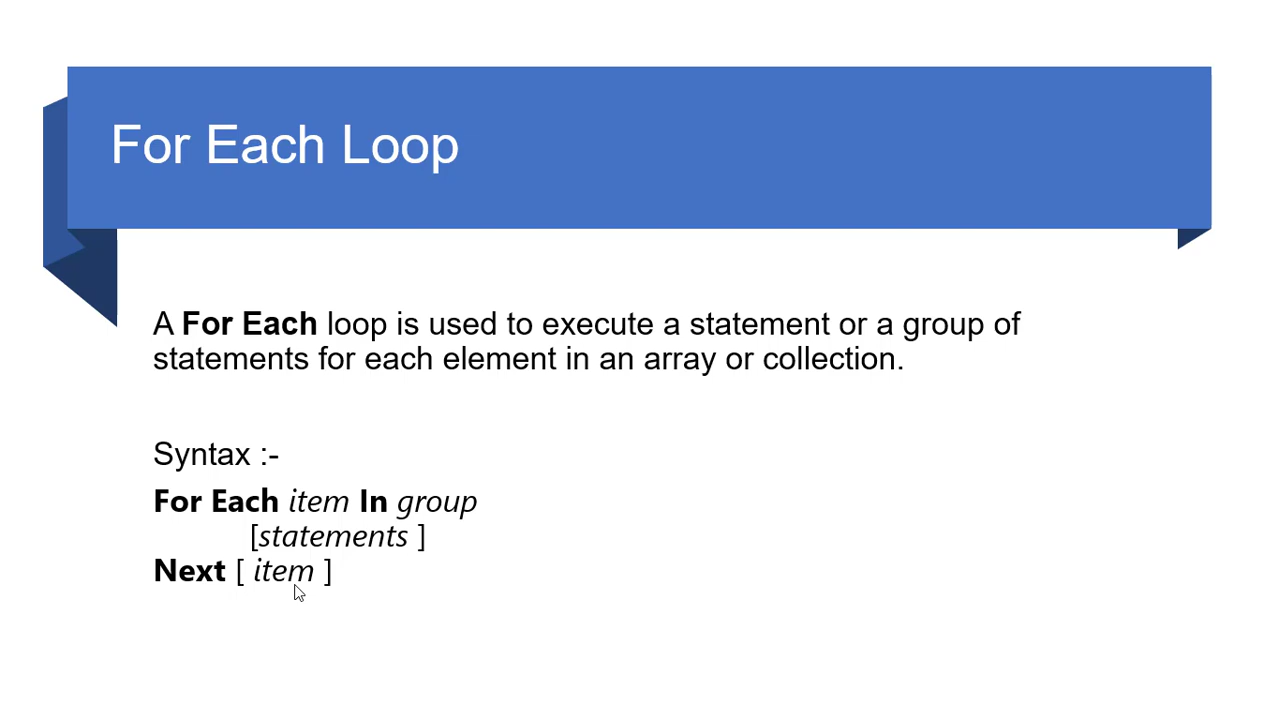 For Each Loop
A For Each loop is used to execute a statement or a group of
statements for each element in an array or collection.
Syntax :-
For Each item In group
[statements ]
Next [ item ]